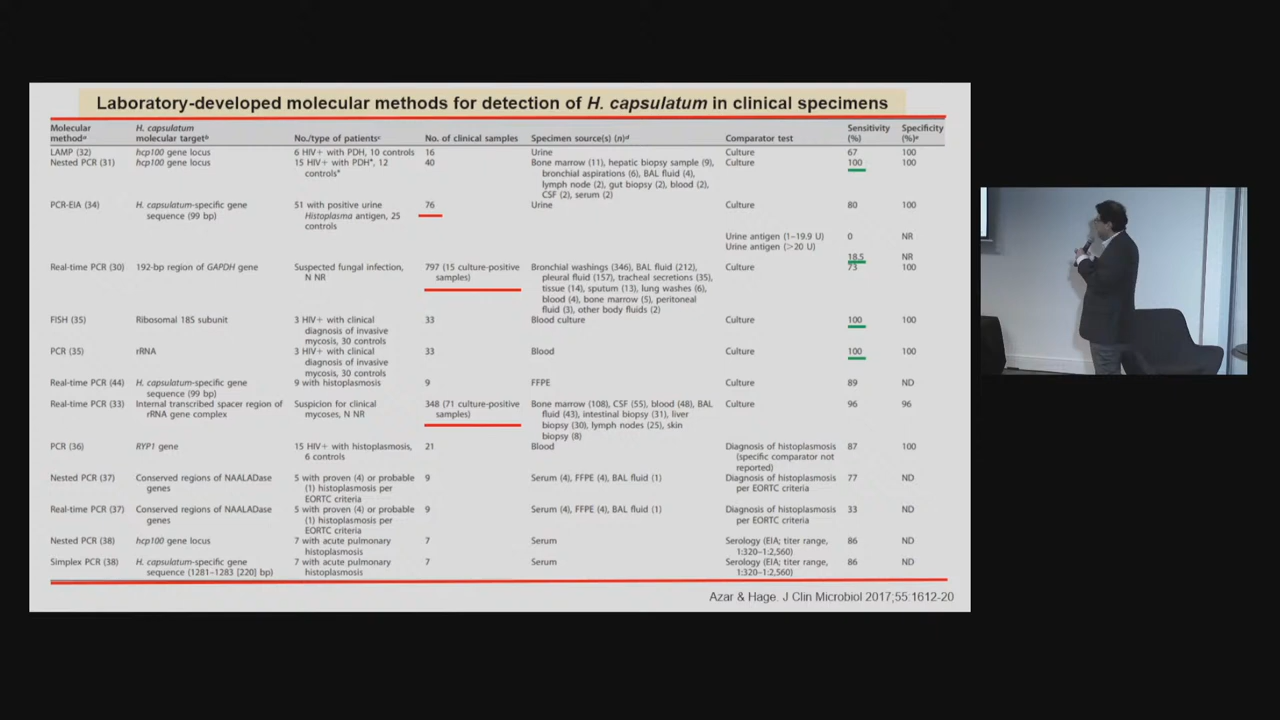 Laboratory-developed molecular methods for detection of H. capsulatum in clinical specimens
Molecular methodᵃ H. capsulatum molecular targetᵇ No./type of patientsᶜ No. of clinical samples Specimen source(s) (n)ᵈ Comparator test Sensitivity (%) Specificity (%)ᵉ
LAMP (32) hcp100 gene locus 6 HIV+ with PDH, 10 controls 16 Urine Culture 67 100
Nested PCR (31) hcp100 gene locus 15 HIV+ with PDH*, 12 40 Bone marrow (11), hepatic biopsy sample (9), Culture 100 100
controls* bronchial aspirations (6), BAL fluid (4),
lymph node (2), gut biopsy (2), blood (2),
CSF (2), serum (2)
PCR-EIA (34) H. capsulatum-specific gene 51 with positive urine 76 Urine Culture 80 100
sequence (99 bp) Histoplasma antigen, 25
controls
Urine antigen (1–19.9 U) 0 NR
Urine antigen (>20 U)
18.5 NR
Real-time PCR (30) 192-bp region of GAPDH gene Suspected fungal infection, 797 (15 culture-positive Bronchial washings (346), BAL fluid (212), Culture 73 100
N NR samples) pleural fluid (157), tracheal secretions (35),
tissue (14), sputum (13), lung washes (6),
blood (4), bone marrow (5), peritoneal
fluid (3), other body fluids (2)
FISH (35) Ribosomal 18S subunit 3 HIV+ with clinical 33 Blood culture Culture 100 100
diagnosis of invasive
mycosis, 30 controls
PCR (35) rRNA 3 HIV+ with clinical 33 Blood Culture 100 100
diagnosis of invasive
mycosis, 30 controls
Real-time PCR (44) H. capsulatum-specific gene 9 with histoplasmosis 9 FFPE Culture 89 ND
sequence (99 bp)
Real-time PCR (33) Internal transcribed spacer region of Suspicion for clinical 348 (71 culture-positive Bone marrow (108), CSF (55), blood (48), BAL Culture 96 96
rRNA gene complex mycoses, N NR samples) fluid (43), intestinal biopsy (31), liver
biopsy (30), lymph nodes (25), skin
biopsy (8)
PCR (36) RYP1 gene 15 HIV+ with histoplasmosis, 21 Blood Diagnosis of histoplasmosis 87 100
6 controls (specific comparator not
reported)
Nested PCR (37) Conserved regions of NAALADase 5 with proven (4) or probable 9 Serum (4), FFPE (4), BAL fluid (1) Diagnosis of histoplasmosis 77 ND
genes (1) histoplasmosis per per EORTC criteria
EORTC criteria
Real-time PCR (37) Conserved regions of NAALADase 5 with proven (4) or probable 9 Serum (4), FFPE (4), BAL fluid (1) Diagnosis of histoplasmosis 33 ND
genes (1) histoplasmosis per per EORTC criteria
EORTC criteria
Nested PCR (38) hcp100 gene locus 7 with acute pulmonary 7 Serum Serology (EIA; titer range, 86 ND
histoplasmosis 1:320–1:2,560)
Simplex PCR (38) H. capsulatum-specific gene 7 with acute pulmonary 7 Serum Serology (EIA; titer range, 86 ND
sequence (1281–1283 [220] bp) histoplasmosis 1:320–1:2,560)
Azar & Hage. J Clin Microbiol 2017;55:1612-20